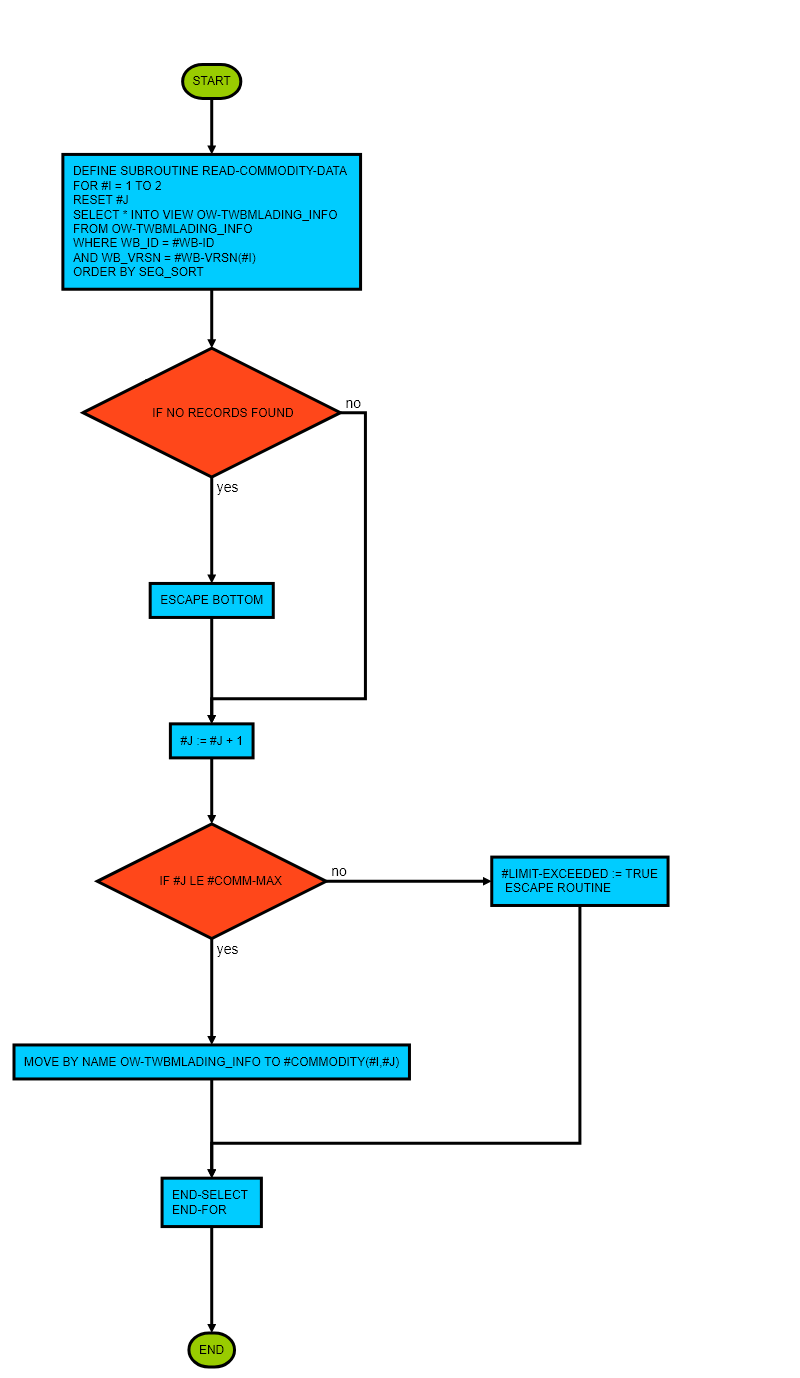 START
DEFINE SUBROUTINE READ-COMMODITY-DATA
FOR #I = 1 TO 2
RESET #J
SELECT * INTO VIEW OW-TWBMLADING_INFO
FROM OW-TWBMLADING_INFO
WHERE WB_ID = #WB-ID
AND WB_VRSN = #WB-VRSN(#I)
ORDER BY SEQ_SORT
IF NO RECORDS FOUND
no
yes
ESCAPE BOTTOM
#J := #J + 1
IF #J LE #COMM-MAX
no
#LIMIT-EXCEEDED := TRUE
ESCAPE ROUTINE
yes
MOVE BY NAME OW-TWBMLADING_INFO TO #COMMODITY(#I,#J)
END-SELECT
END-FOR
END